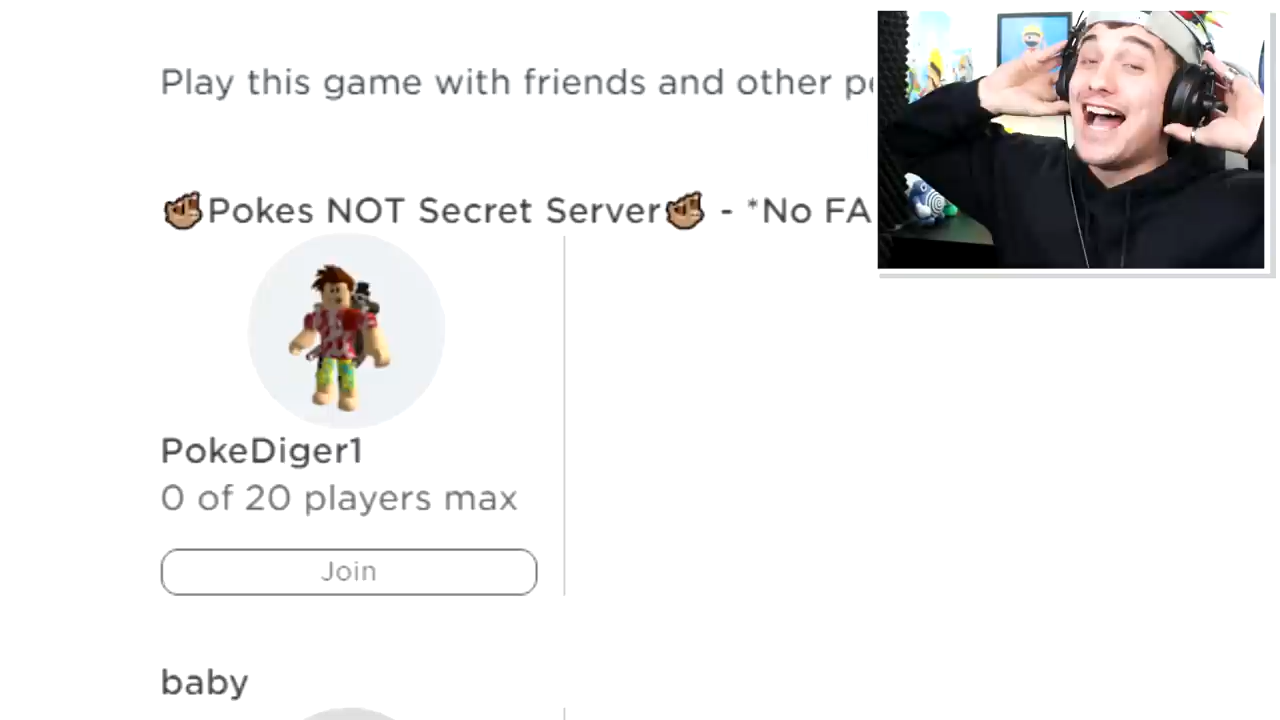 Play this game with friends and other
Pokes NOT Secret Server - *No FA
PokeDiger1
0 of 20 players max
Join
baby